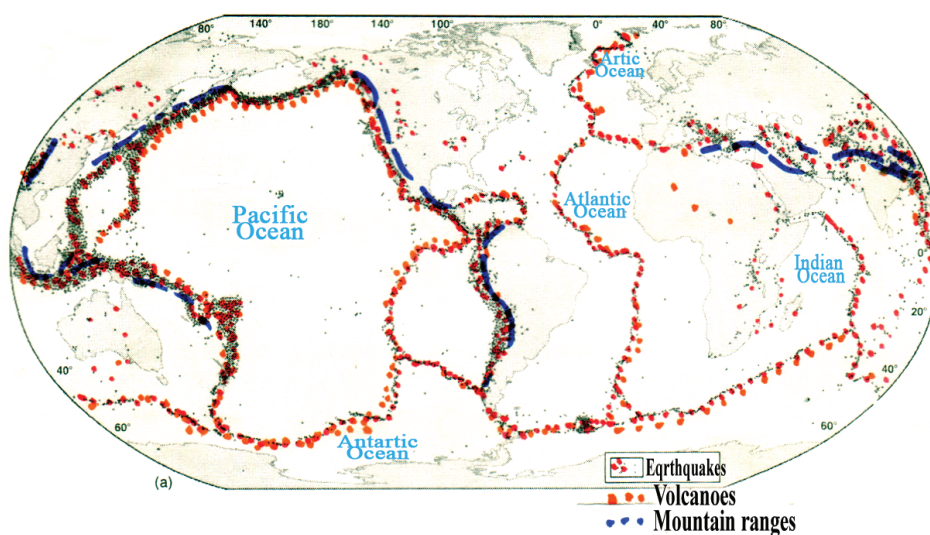 80° 140° 180° 140° 100° 0° 40° 80°
Artic
Ocean
Pacific
Ocean
Atlantic
Ocean
Indian
Ocean
0°
20°
40°
40°
60°
60°
Antartic
Ocean
(a)
Eqrthquakes
Volcanoes
Mountain ranges